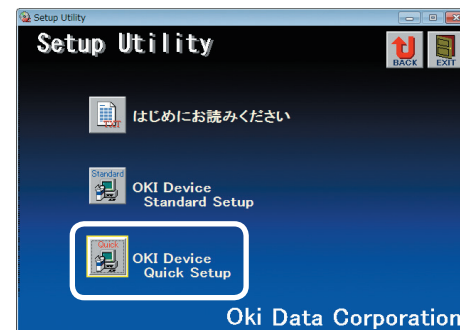 Setup Utility
Setup Utility
BACK
EXIT
TEXT
はじめにお読みください
Standard
OKI Device
Standard Setup
Quick
OKI Device
Quick Setup
Oki Data Corporation